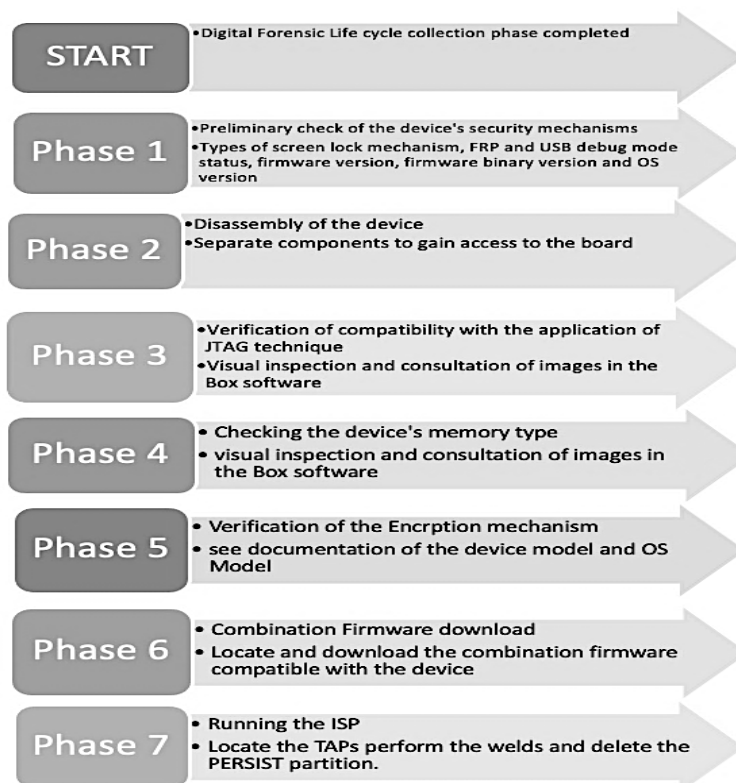 START
•Digital Forensic Life cycle collection phase completed
Phase 1
•Preliminary check of the device's security mechanisms
•Types of screen lock mechanism, FRP and USB debug mode
status, firmware version, firmware binary version and OS
version
Phase 2
•Disassembly of the device
•Separate components to gain access to the board
Phase 3
•Verification of compatibility with the application of
JTAG technique
•Visual inspection and consultation of images in the
Box software
Phase 4
• Checking the device's memory type
• visual inspection and consultation of images in
the Box software
Phase 5
• Verification of the Encrption mechanism
• see documentation of the device model and OS
Model
Phase 6
• Combination Firmware download
• Locate and download the combination firmware
compatible with the device
Phase 7
• Running the ISP
• Locate the TAPs perform the welds and delete the
PERSIST partition.